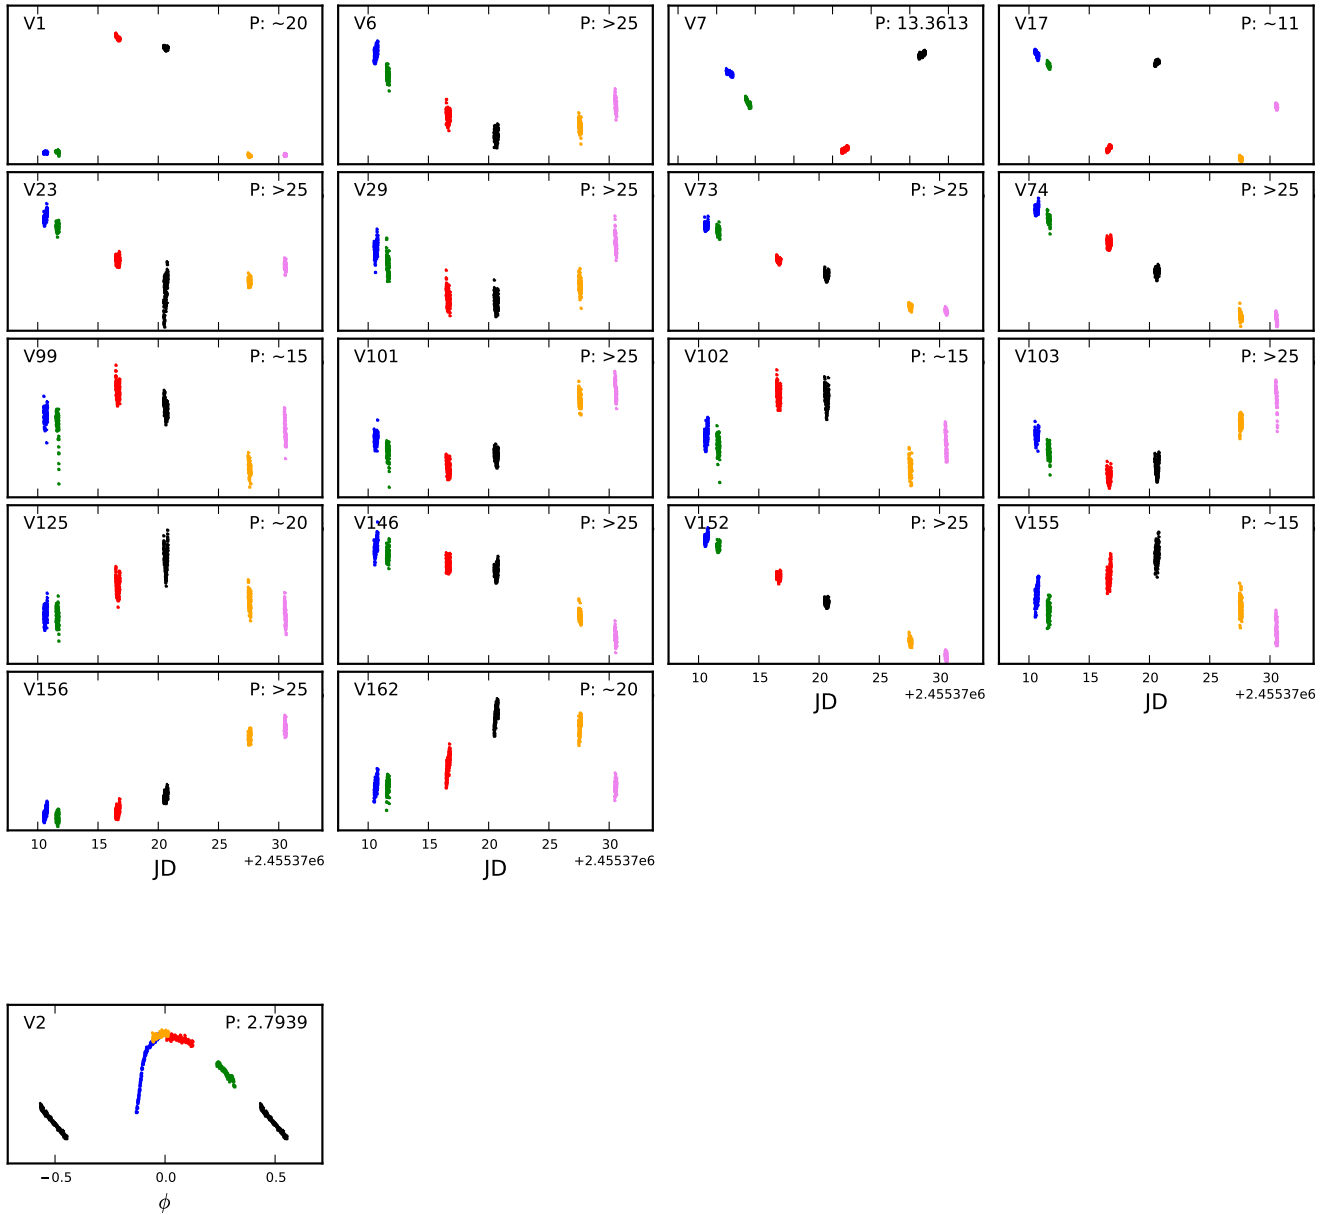 V1 P: ~20 V6 P: >25 V7 P: 13.3613 V17 P: ~11
V23 P: >25 V29 P: >25 V73 P: >25 V74 P: >25
V99 P: ~15 V101 P: >25 V102 P: ~15 V103 P: >25
V125 P: ~20 V146 P: >25 V152 P: >25 V155 P: ~15
10 15 20 25 30 10 15 20 25 30
+2.45537e6 +2.45537e6
JD JD
V156 P: >25 V162 P: ~20
10 15 20 25 30 10 15 20 25 30
+2.45537e6 +2.45537e6
JD JD
V2 P: 2.7939
−0.5 0.0 0.5
ϕ